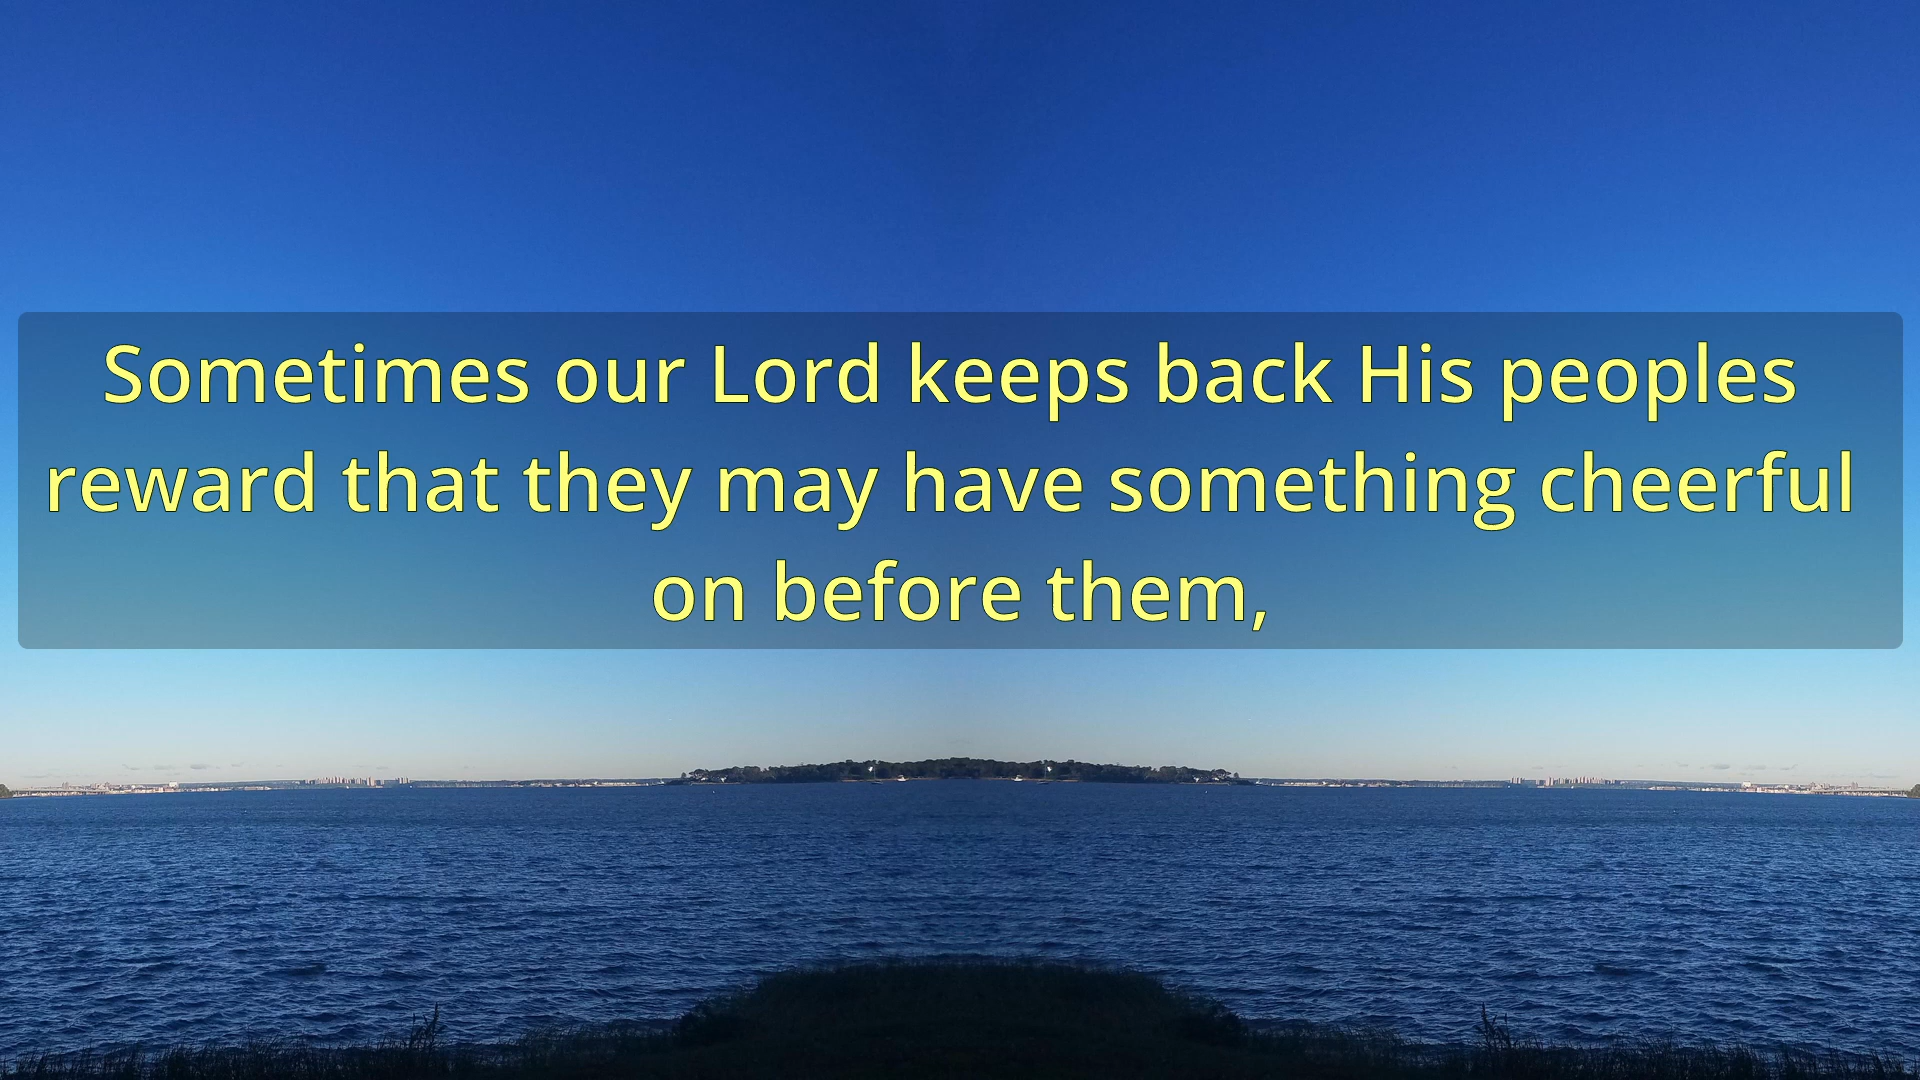 Sometimes our Lord keeps back His peoples
reward that they may have something cheerful
on before them,